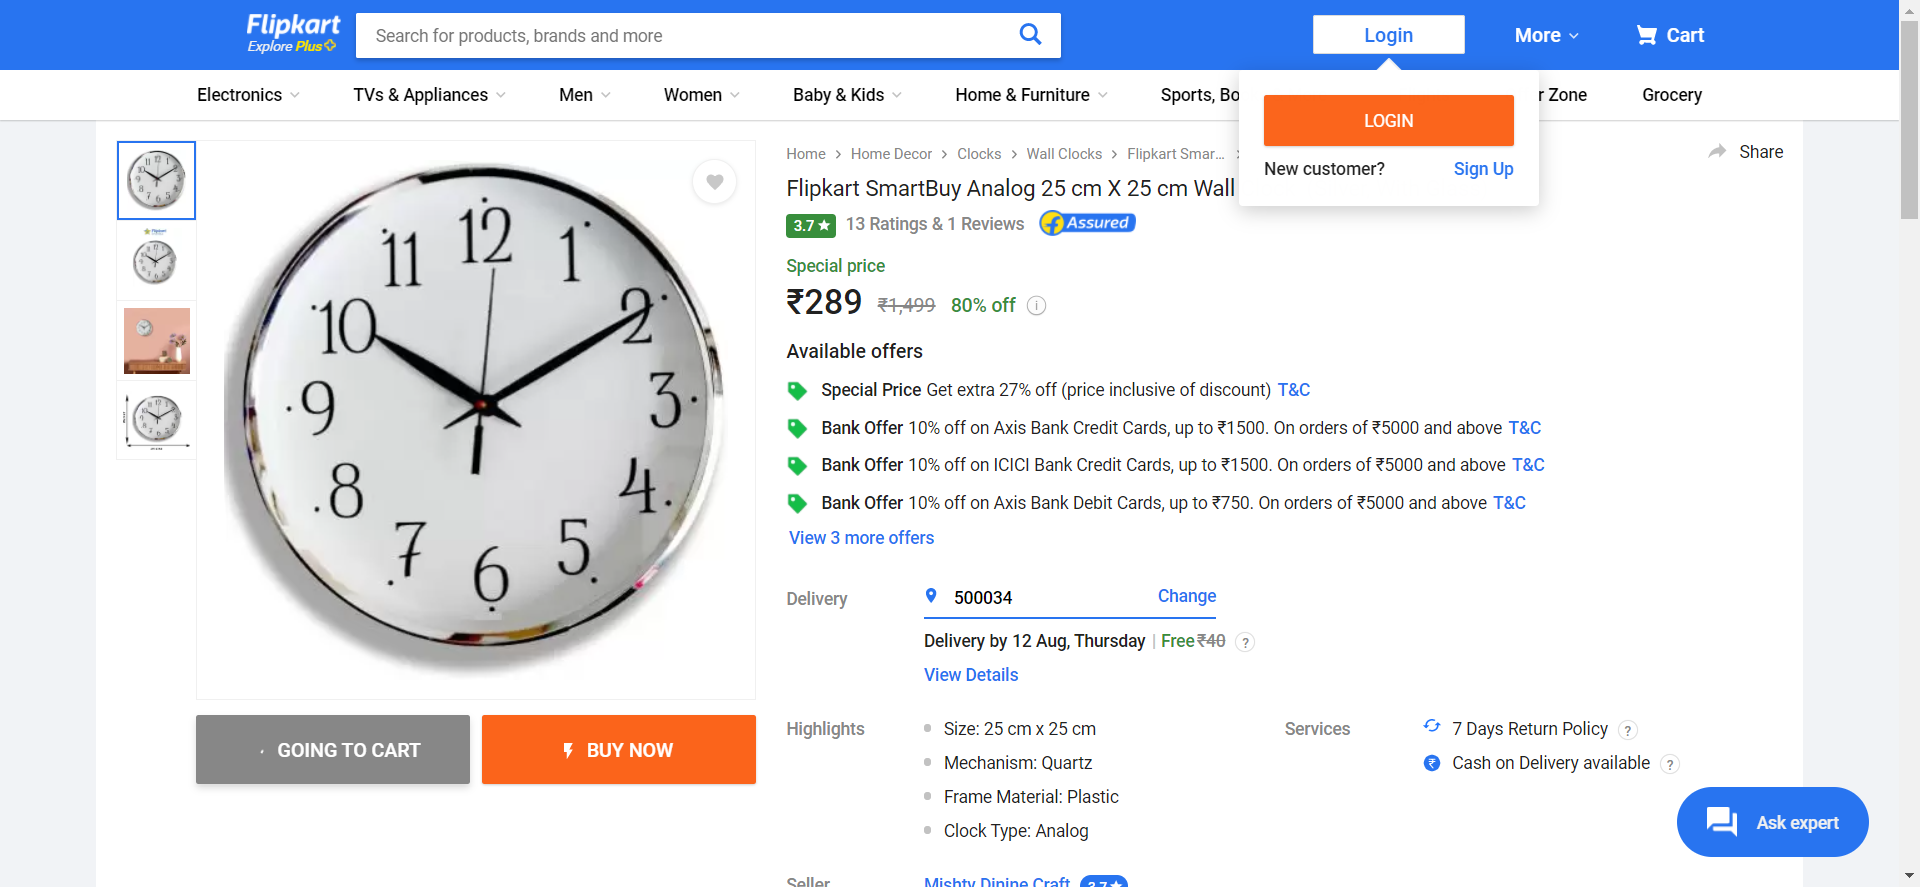 Flipkart
Explore Plus
Search for products, brands and more
Login
More
Cart
Electronics
TVs & Appliances
Men
Women
Baby & Kids
Home & Furniture
Sports, Bo
r Zone
Grocery
LOGIN
New customer?
Sign Up
Home
Home Decor
Clocks
Wall Clocks
Flipkart Smar...
Share
Flipkart SmartBuy Analog 25 cm X 25 cm Wall
3.7 ★
13 Ratings & 1 Reviews
Assured
Special price
₹289 ₹1,499 80% off
Available offers
Special Price Get extra 27% off (price inclusive of discount) T&C
Bank Offer 10% off on Axis Bank Credit Cards, up to ₹1500. On orders of ₹5000 and above T&C
Bank Offer 10% off on ICICI Bank Credit Cards, up to ₹1500. On orders of ₹5000 and above T&C
Bank Offer 10% off on Axis Bank Debit Cards, up to ₹750. On orders of ₹5000 and above T&C
View 3 more offers
Delivery
500034
Change
Delivery by 12 Aug, Thursday | Free ₹40 ?
View Details
12
1
2
3
4
5
6
7
8
9
10
11
GOING TO CART
BUY NOW
Highlights
Size: 25 cm x 25 cm
Mechanism: Quartz
Frame Material: Plastic
Clock Type: Analog
Services
7 Days Return Policy ?
Cash on Delivery available ?
Ask expert
Seller
Mishty Dinine Craft 3.7 ★